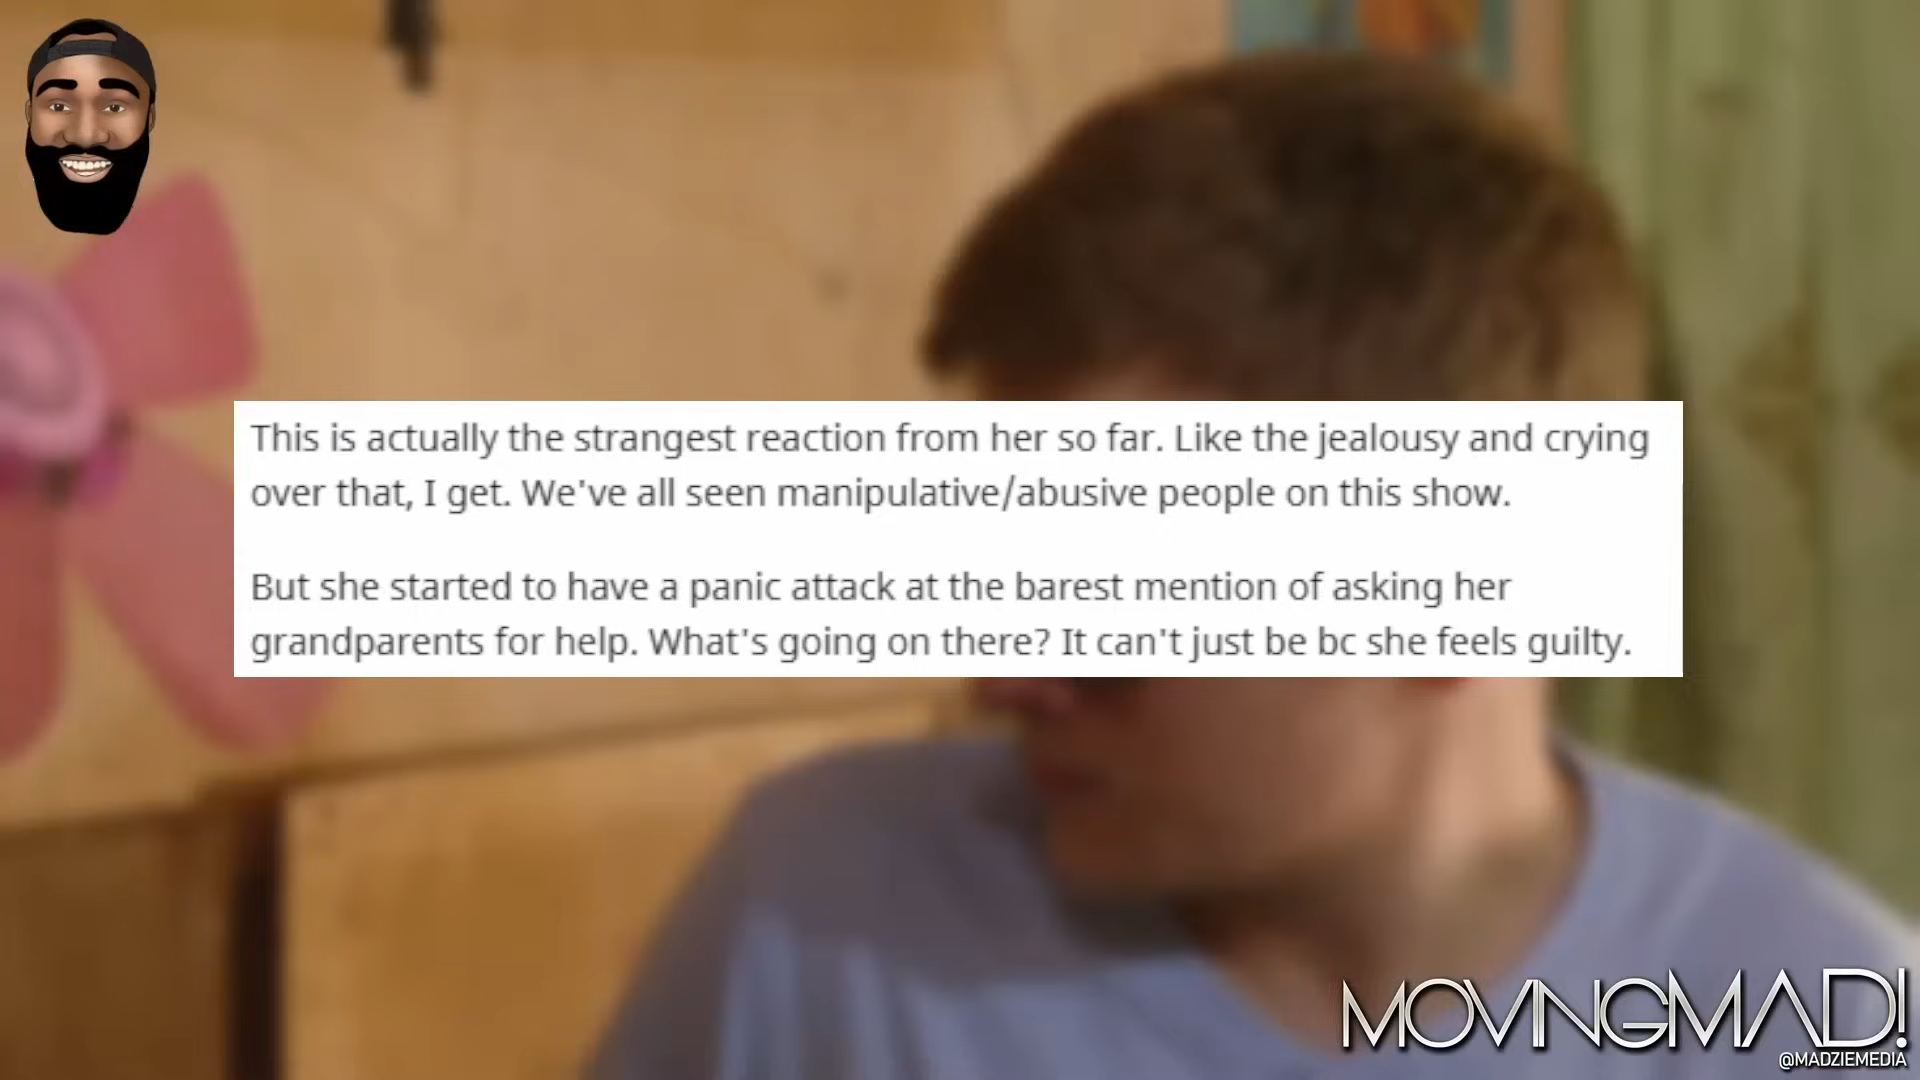 This is actually the strangest reaction from her so far. Like the jealousy and crying
over that, I get. We've all seen manipulative/abusive people on this show.
But she started to have a panic attack at the barest mention of asking her
grandparents for help. What's going on there? It can't just be bc she feels guilty.
MOVINGMAD!
@MADZIEMEDIA